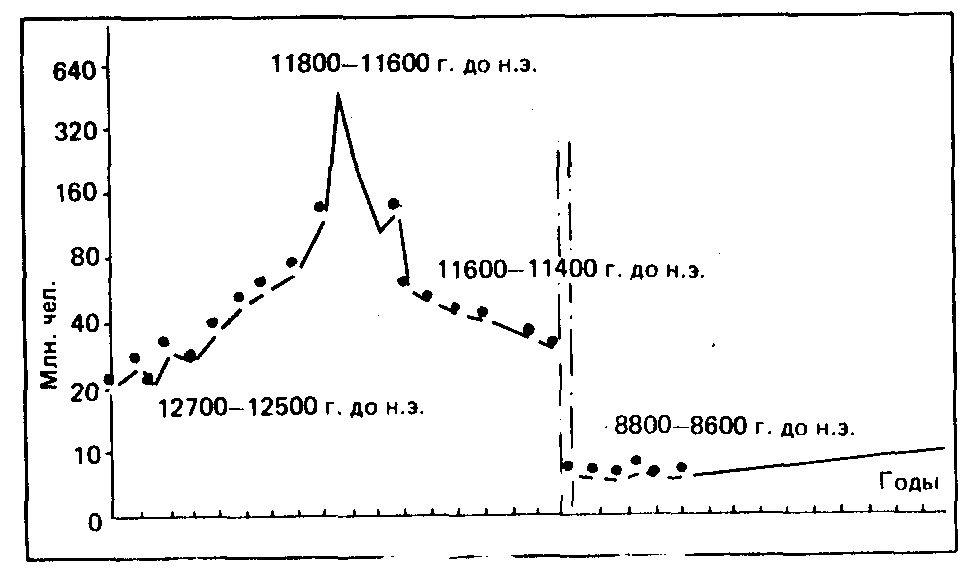 11800–11600 г. до н.э.
640
320
160
80
11600–11400 г. до н.э.
40
Млн. чел.
20
12700–12500 г. до н.э.
8800–8600 г. до н.э.
10
Годы
0